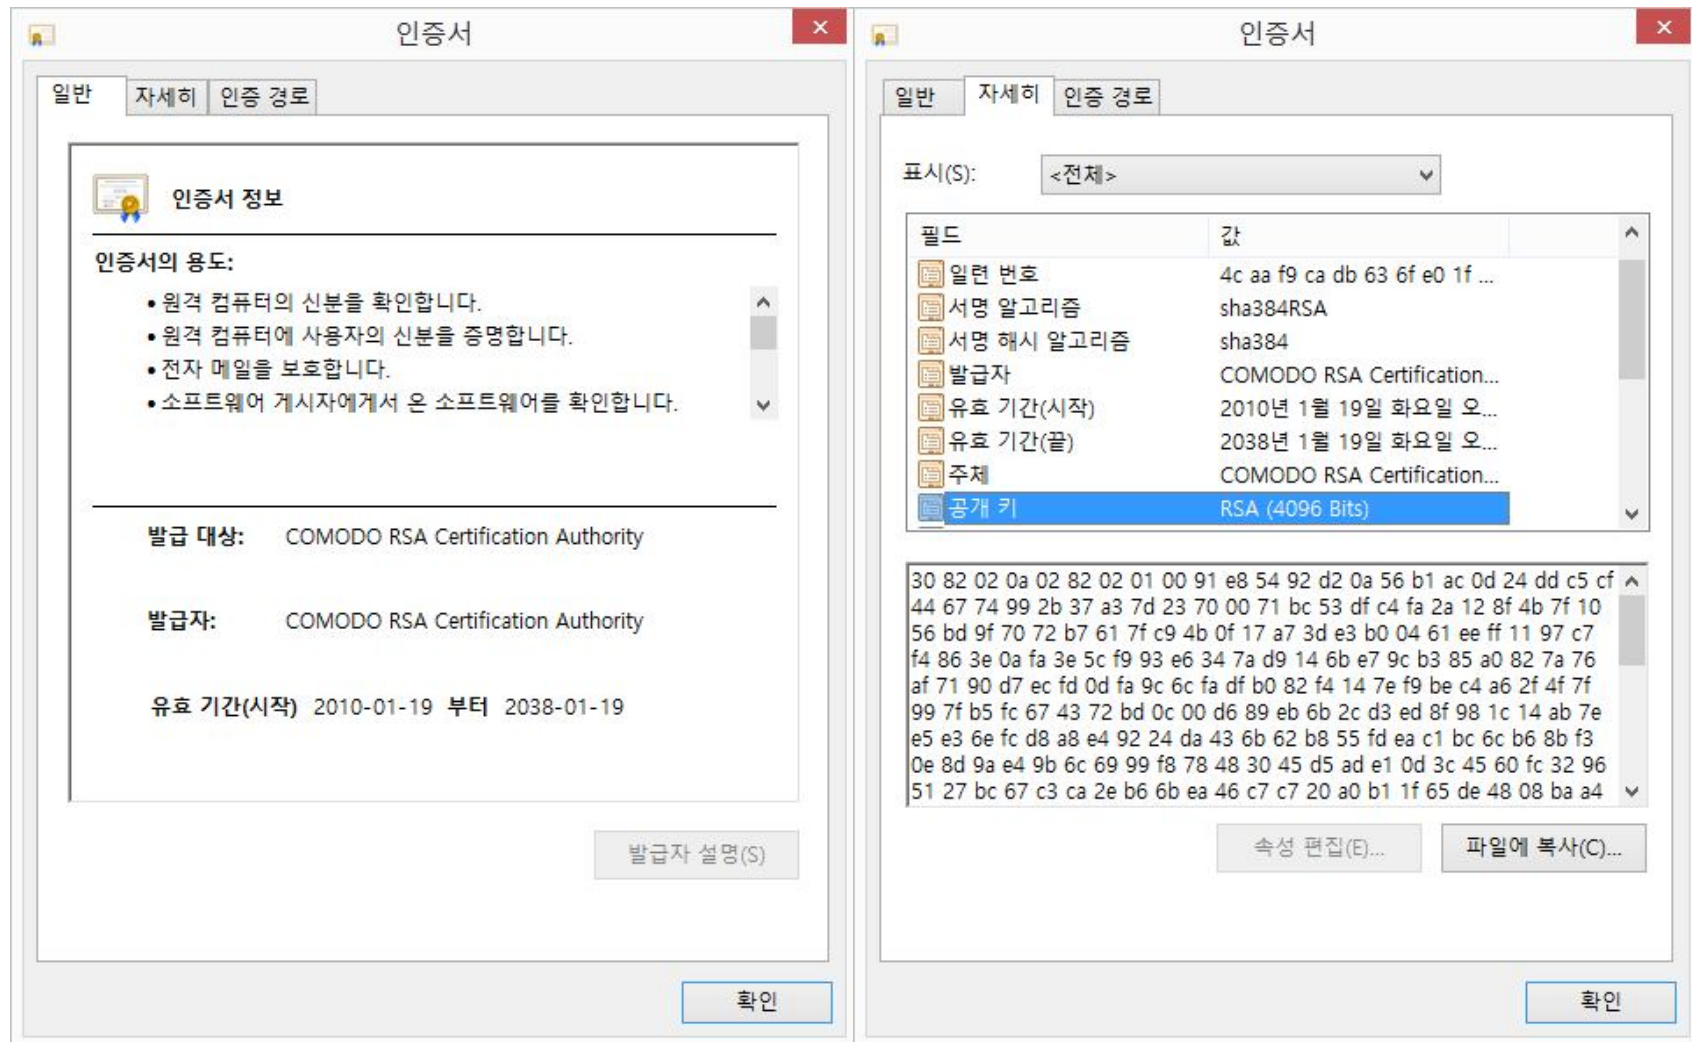 인증서
일반 자세히 인증 경로
인증서 정보
인증서의 용도:
• 원격 컴퓨터의 신분을 확인합니다.
• 원격 컴퓨터에 사용자의 신분을 증명합니다.
• 전자 메일을 보호합니다.
• 소프트웨어 게시자에게서 온 소프트웨어를 확인합니다.
발급 대상: COMODO RSA Certification Authority
발급자: COMODO RSA Certification Authority
유효 기간(시작) 2010-01-19 부터 2038-01-19
발급자 설명(S)
확인
인증서
일반 자세히 인증 경로
표시(S): <전체>
필드 값
일련 번호 4c aa f9 ca db 63 6f e0 1f ...
서명 알고리즘 sha384RSA
서명 해시 알고리즘 sha384
발급자 COMODO RSA Certification...
유효 기간(시작) 2010년 1월 19일 화요일 오...
유효 기간(끝) 2038년 1월 19일 화요일 오...
주체 COMODO RSA Certification...
공개 키 RSA (4096 Bits)
30 82 02 0a 02 82 02 01 00 91 e8 54 92 d2 0a 56 b1 ac 0d 24 dd c5 cf
44 67 74 99 2b 37 a3 7d 23 70 00 71 bc 53 df c4 fa 2a 12 8f 4b 7f 10
56 bd 9f 70 72 b7 61 7f c9 4b 0f 17 a7 3d e3 b0 04 61 ee ff 11 97 c7
f4 86 3e 0a fa 3e 5c f9 93 e6 34 7a d9 14 6b e7 9c b3 85 a0 82 7a 76
af 71 90 d7 ec fd 0d fa 9c 6c fa df b0 82 f4 14 7e f9 be c4 a6 2f 4f 7f
99 7f b5 fc 67 43 72 bd 0c 00 d6 89 eb 6b 2c d3 ed 8f 98 1c 14 ab 7e
e5 e3 6e fc d8 a8 e4 92 24 da 43 6b 62 b8 55 fd ea c1 bc 6c b6 8b f3
0e 8d 9a e4 9b 6c 69 99 f8 78 48 30 45 d5 ad e1 0d 3c 45 60 fc 32 96
51 27 bc 67 c3 ca 2e b6 6b ea 46 c7 c7 20 a0 b1 1f 65 de 48 08 ba a4
속성 편집(E)... 파일에 복사(C)...
확인